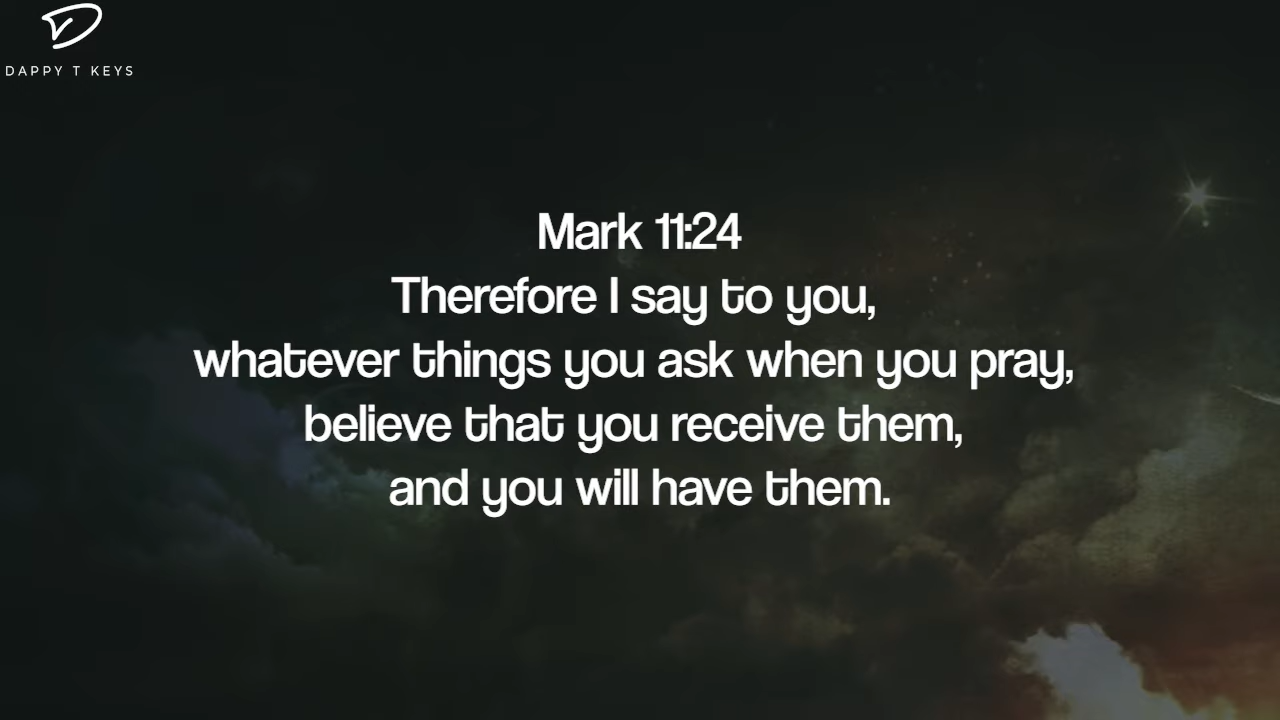 DAPPY T KEYS
Mark 11:24
Therefore I say to you,
whatever things you ask when you pray,
believe that you receive them,
and you will have them.